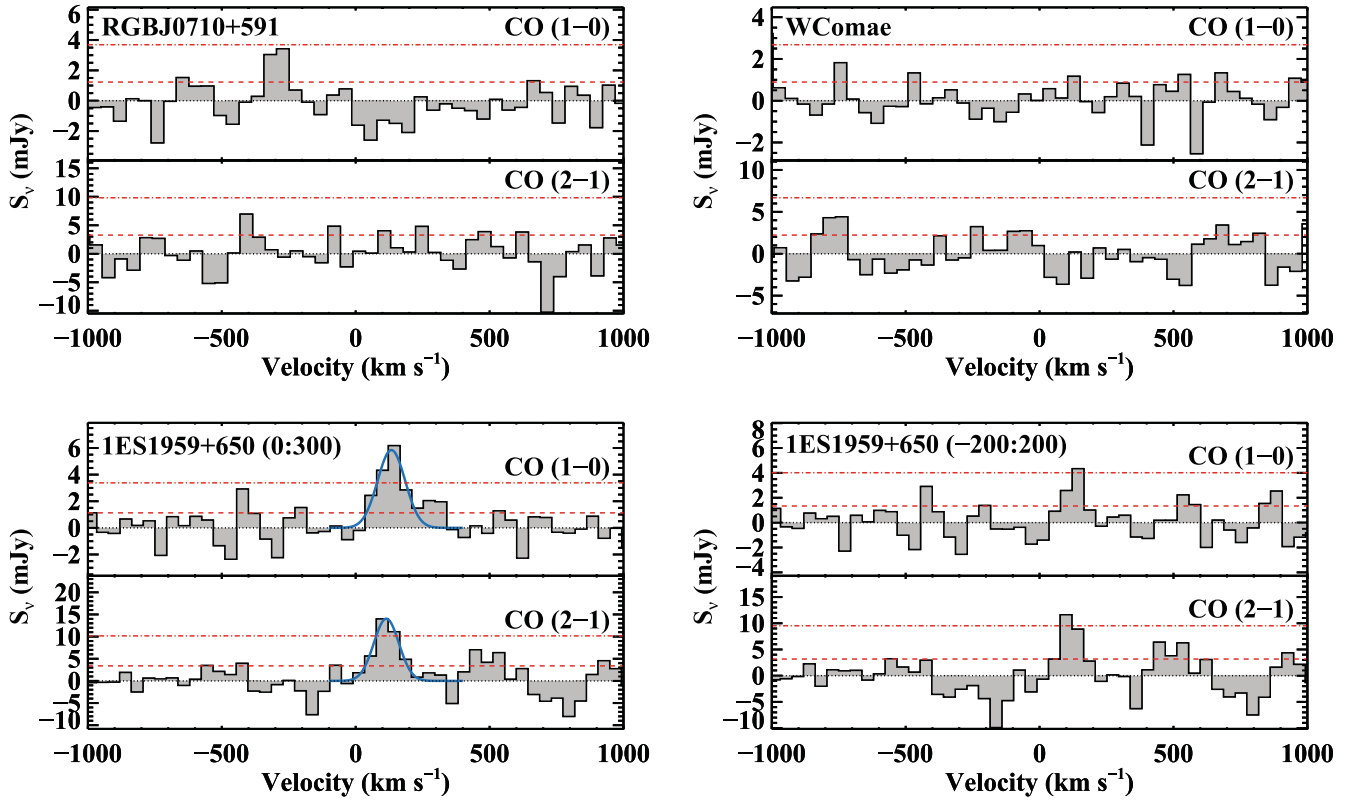 RGBJ0710+591 CO (1−0)
6
4
2
0
−2
CO (2−1)
15
10
5
0
−5
−10
S_ν (mJy)
−1000 −500 0 500 1000
Velocity (km s⁻¹)
WComae CO (1−0)
4
2
0
2
CO (2−1)
10
5
0
−5
S_ν (mJy)
−1000 −500 0 500 1000
Velocity (km s⁻¹)
1ES1959+650 (0:300)
CO (1−0)
6
4
2
0
−2
CO (2−1)
20
15
10
5
0
−5
−10
S_ν (mJy)
−1000 −500 0 500 1000
Velocity (km s⁻¹)
1ES1959+650 (−200:200)
CO (1−0)
8
6
4
2
0
−2
−4
CO (2−1)
15
10
5
0
−5
−10
S_ν (mJy)
−1000 −500 0 500 1000
Velocity (km s⁻¹)